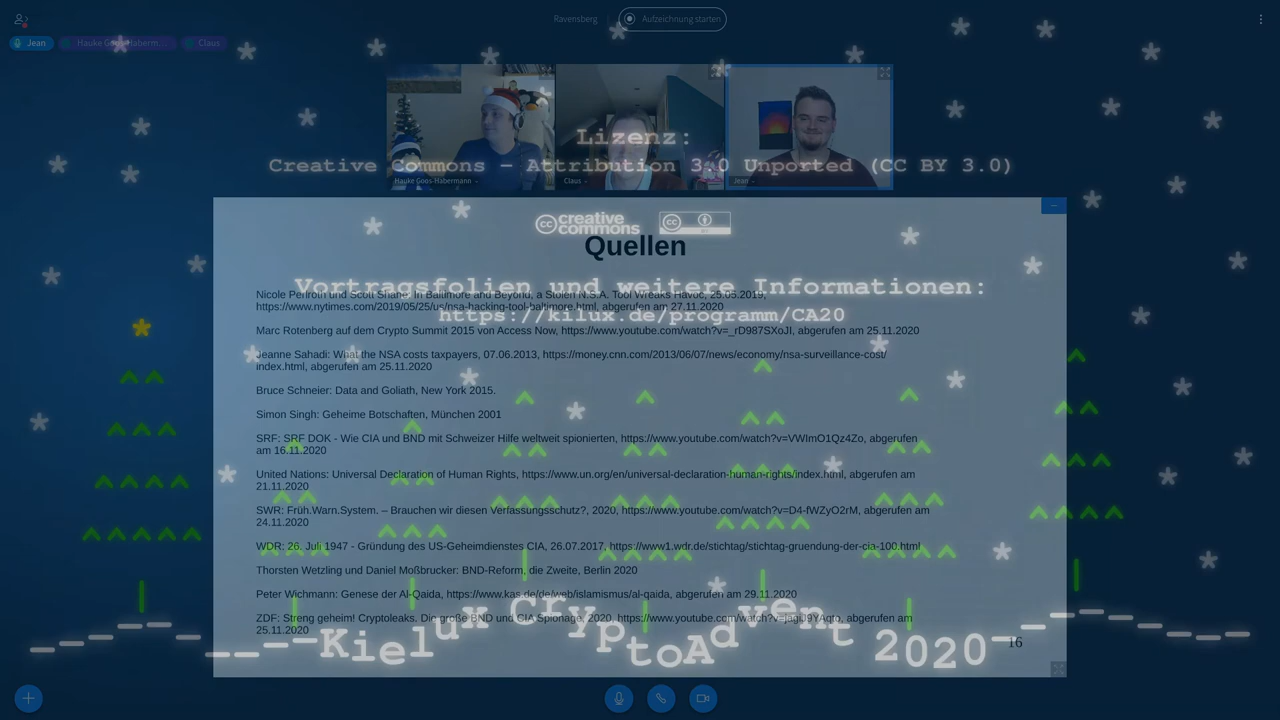 Ravensberg
Aufzeichnung starten
Jean
Hauke Goos-Haberm...
Claus
Lizenz:
Creative Commons – Attribution 3.0 Unported (CC BY 3.0)
Hauke Goos-Habermann
Claus
Jean
creative
commons
Quellen
Vortragsfolien und weitere Informationen:
https://kilux.de/programm/CA20
Nicole Perlroth und Scott Shane: In Baltimore and Beyond, a Stolen N.S.A. Tool Wreaks Havoc, 25.05.2019,
https://www.nytimes.com/2019/05/25/us/nsa-hacking-tool-baltimore.html, abgerufen am 27.11.2020
Marc Rotenberg auf dem Crypto Summit 2015 von Access Now, https://www.youtube.com/watch?v=_rD987SXoJI, abgerufen am 25.11.2020
Jeanne Sahadi: What the NSA costs taxpayers, 07.06.2013, https://money.cnn.com/2013/06/07/news/economy/nsa-surveillance-cost/
index.html, abgerufen am 25.11.2020
Bruce Schneier: Data and Goliath, New York 2015.
Simon Singh: Geheime Botschaften, München 2001
SRF: SRF DOK - Wie CIA und BND mit Schweizer Hilfe weltweit spionierten, https://www.youtube.com/watch?v=VWImO1Qz4Zo, abgerufen
am 16.11.2020
United Nations: Universal Declaration of Human Rights, https://www.un.org/en/universal-declaration-human-rights/index.html, abgerufen am
21.11.2020
SWR: Früh.Warn.System. – Brauchen wir diesen Verfassungsschutz?, 2020, https://www.youtube.com/watch?v=D4-fWZyO2rM, abgerufen am
24.11.2020
WDR: 26. Juli 1947 - Gründung des US-Geheimdienstes CIA, 26.07.2017, https://www1.wdr.de/stichtag/stichtag-gruendung-der-cia-100.html
Thorsten Wetzling und Daniel Moßbrucker: BND-Reform, die Zweite, Berlin 2020
Peter Wichmann: Genese der Al-Qaida, https://www.kas.de/de/web/islamismus/al-qaida, abgerufen am 29.11.2020
ZDF: Streng geheim! Cryptoleaks. Die große BND und CIA Spionage, 2020, https://www.youtube.com/watch?v=jagiJ9YAqto, abgerufen am
25.11.2020
Kielux CryptoAdvent 2020
16